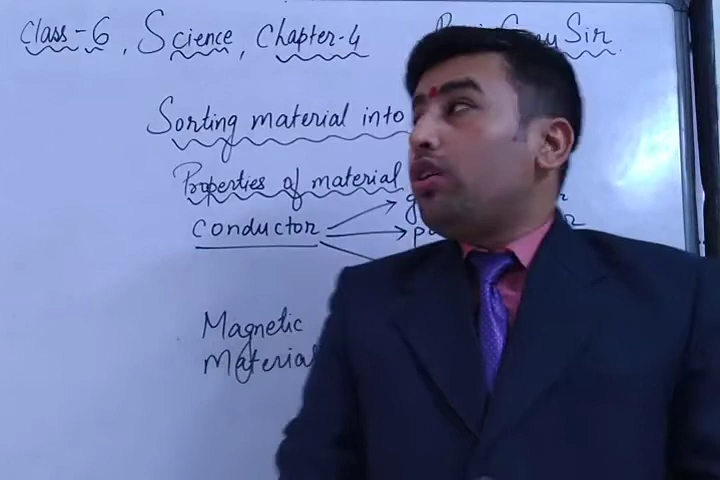 Class-6, Science, Chapter-4 Sir
Sorting material into
Properties of material
conductor
Magnetic
Material